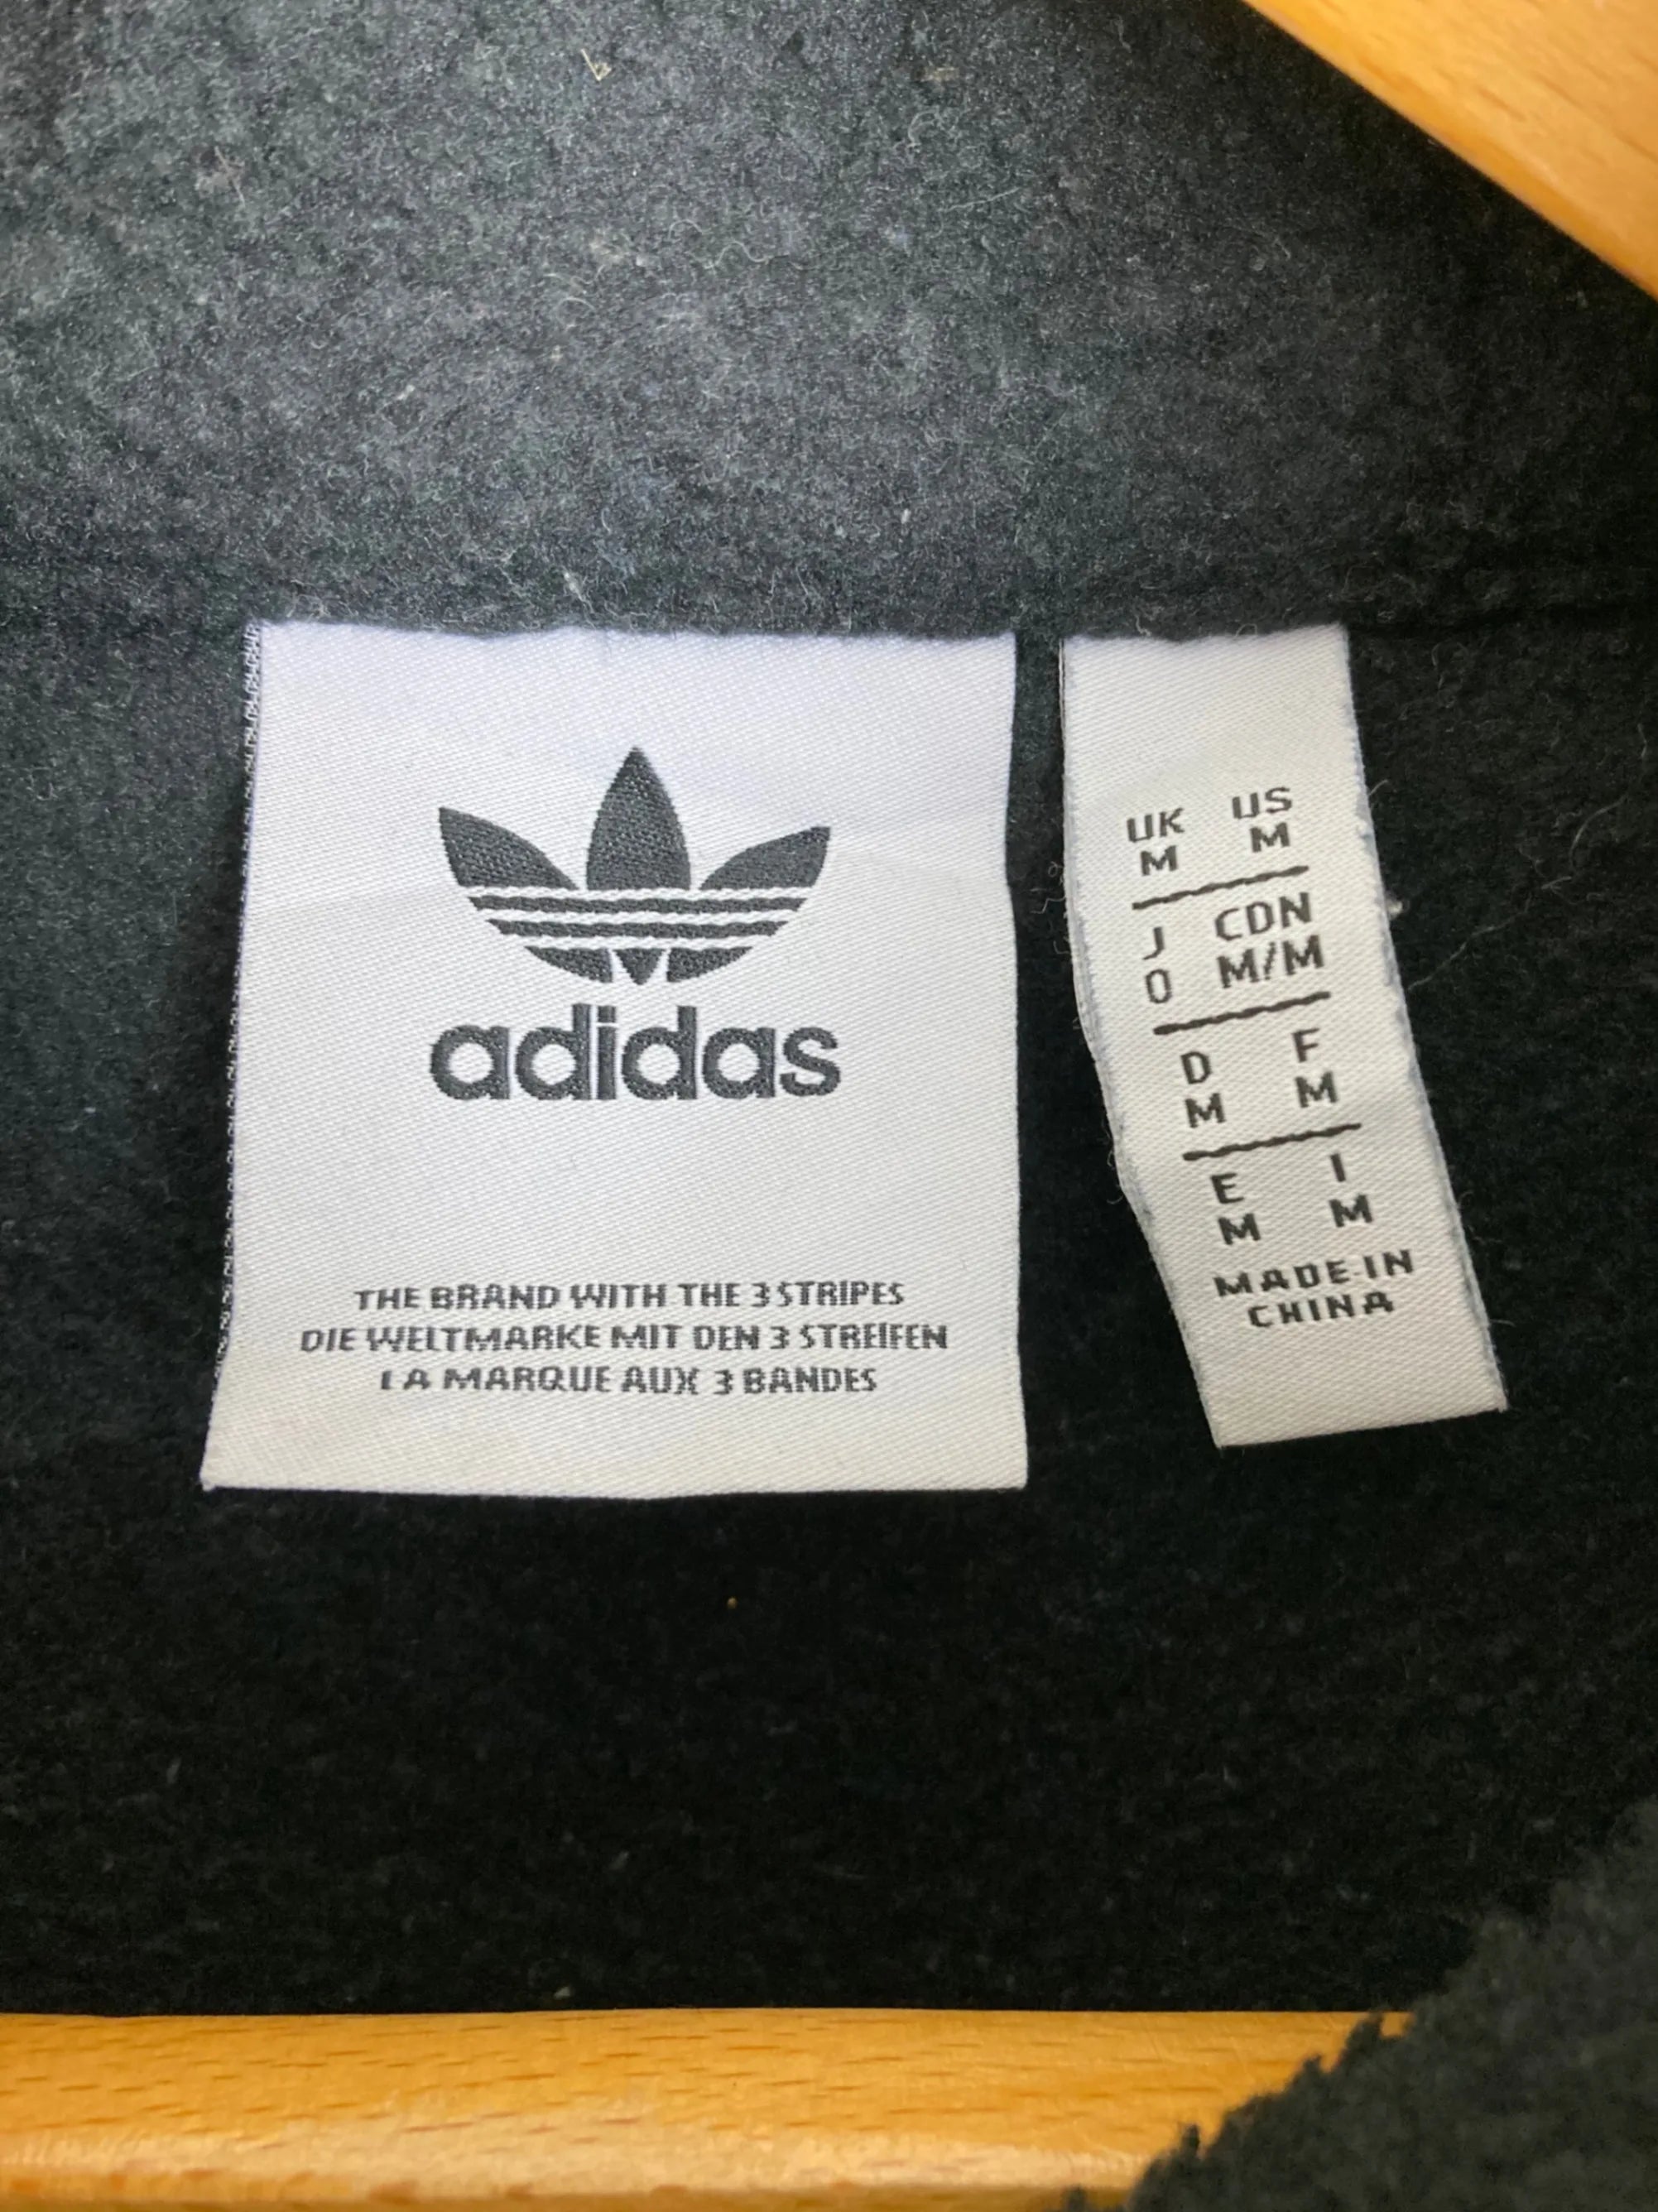 adidas
THE BRAND WITH THE 3 STRIPES
DIE WELTMARKE MIT DEN 3 STREIFEN
LA MARQUE AUX 3 BANDES
UK US
M M
J CDN
O M/M
D F
M M
E I
M M
MADE IN
CHINA